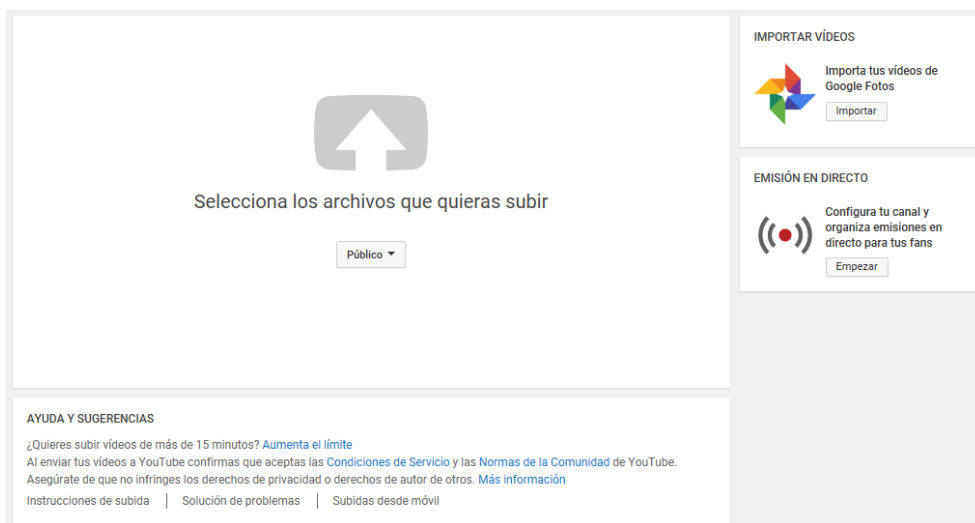 Selecciona los archivos que quieras subir
Público
IMPORTAR VÍDEOS
Importa tus vídeos de
Google Fotos
Importar
EMISIÓN EN DIRECTO
Configura tu canal y
organiza emisiones en
directo para tus fans
Empezar
AYUDA Y SUGERENCIAS
¿Quieres subir vídeos de más de 15 minutos? Aumenta el límite
Al enviar tus vídeos a YouTube confirmas que aceptas las Condiciones de Servicio y las Normas de la Comunidad de YouTube.
Asegúrate de que no infringes los derechos de privacidad o derechos de autor de otros. Más información
Instrucciones de subida | Solución de problemas | Subidas desde móvil